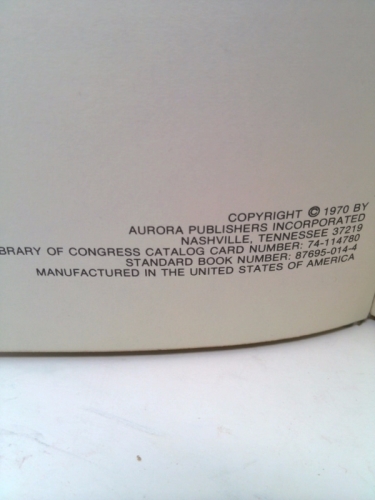 COPYRIGHT © 1970 BY
AURORA PUBLISHERS INCORPORATED
NASHVILLE, TENNESSEE 37219
BRARY OF CONGRESS CATALOG CARD NUMBER: 74-114780
STANDARD BOOK NUMBER: 87695-014-4
MANUFACTURED IN THE UNITED STATES OF AMERICA